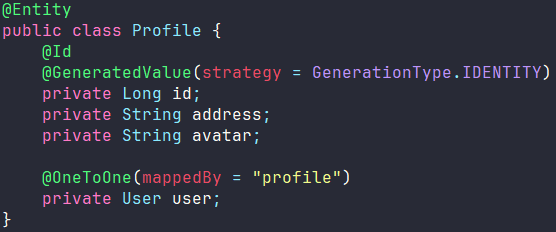 @Entity
public class Profile {
    @Id
    @GeneratedValue(strategy = GenerationType.IDENTITY)
    private Long id;
    private String address;
    private String avatar;

    @OneToOne(mappedBy = "profile")
    private User user;
}